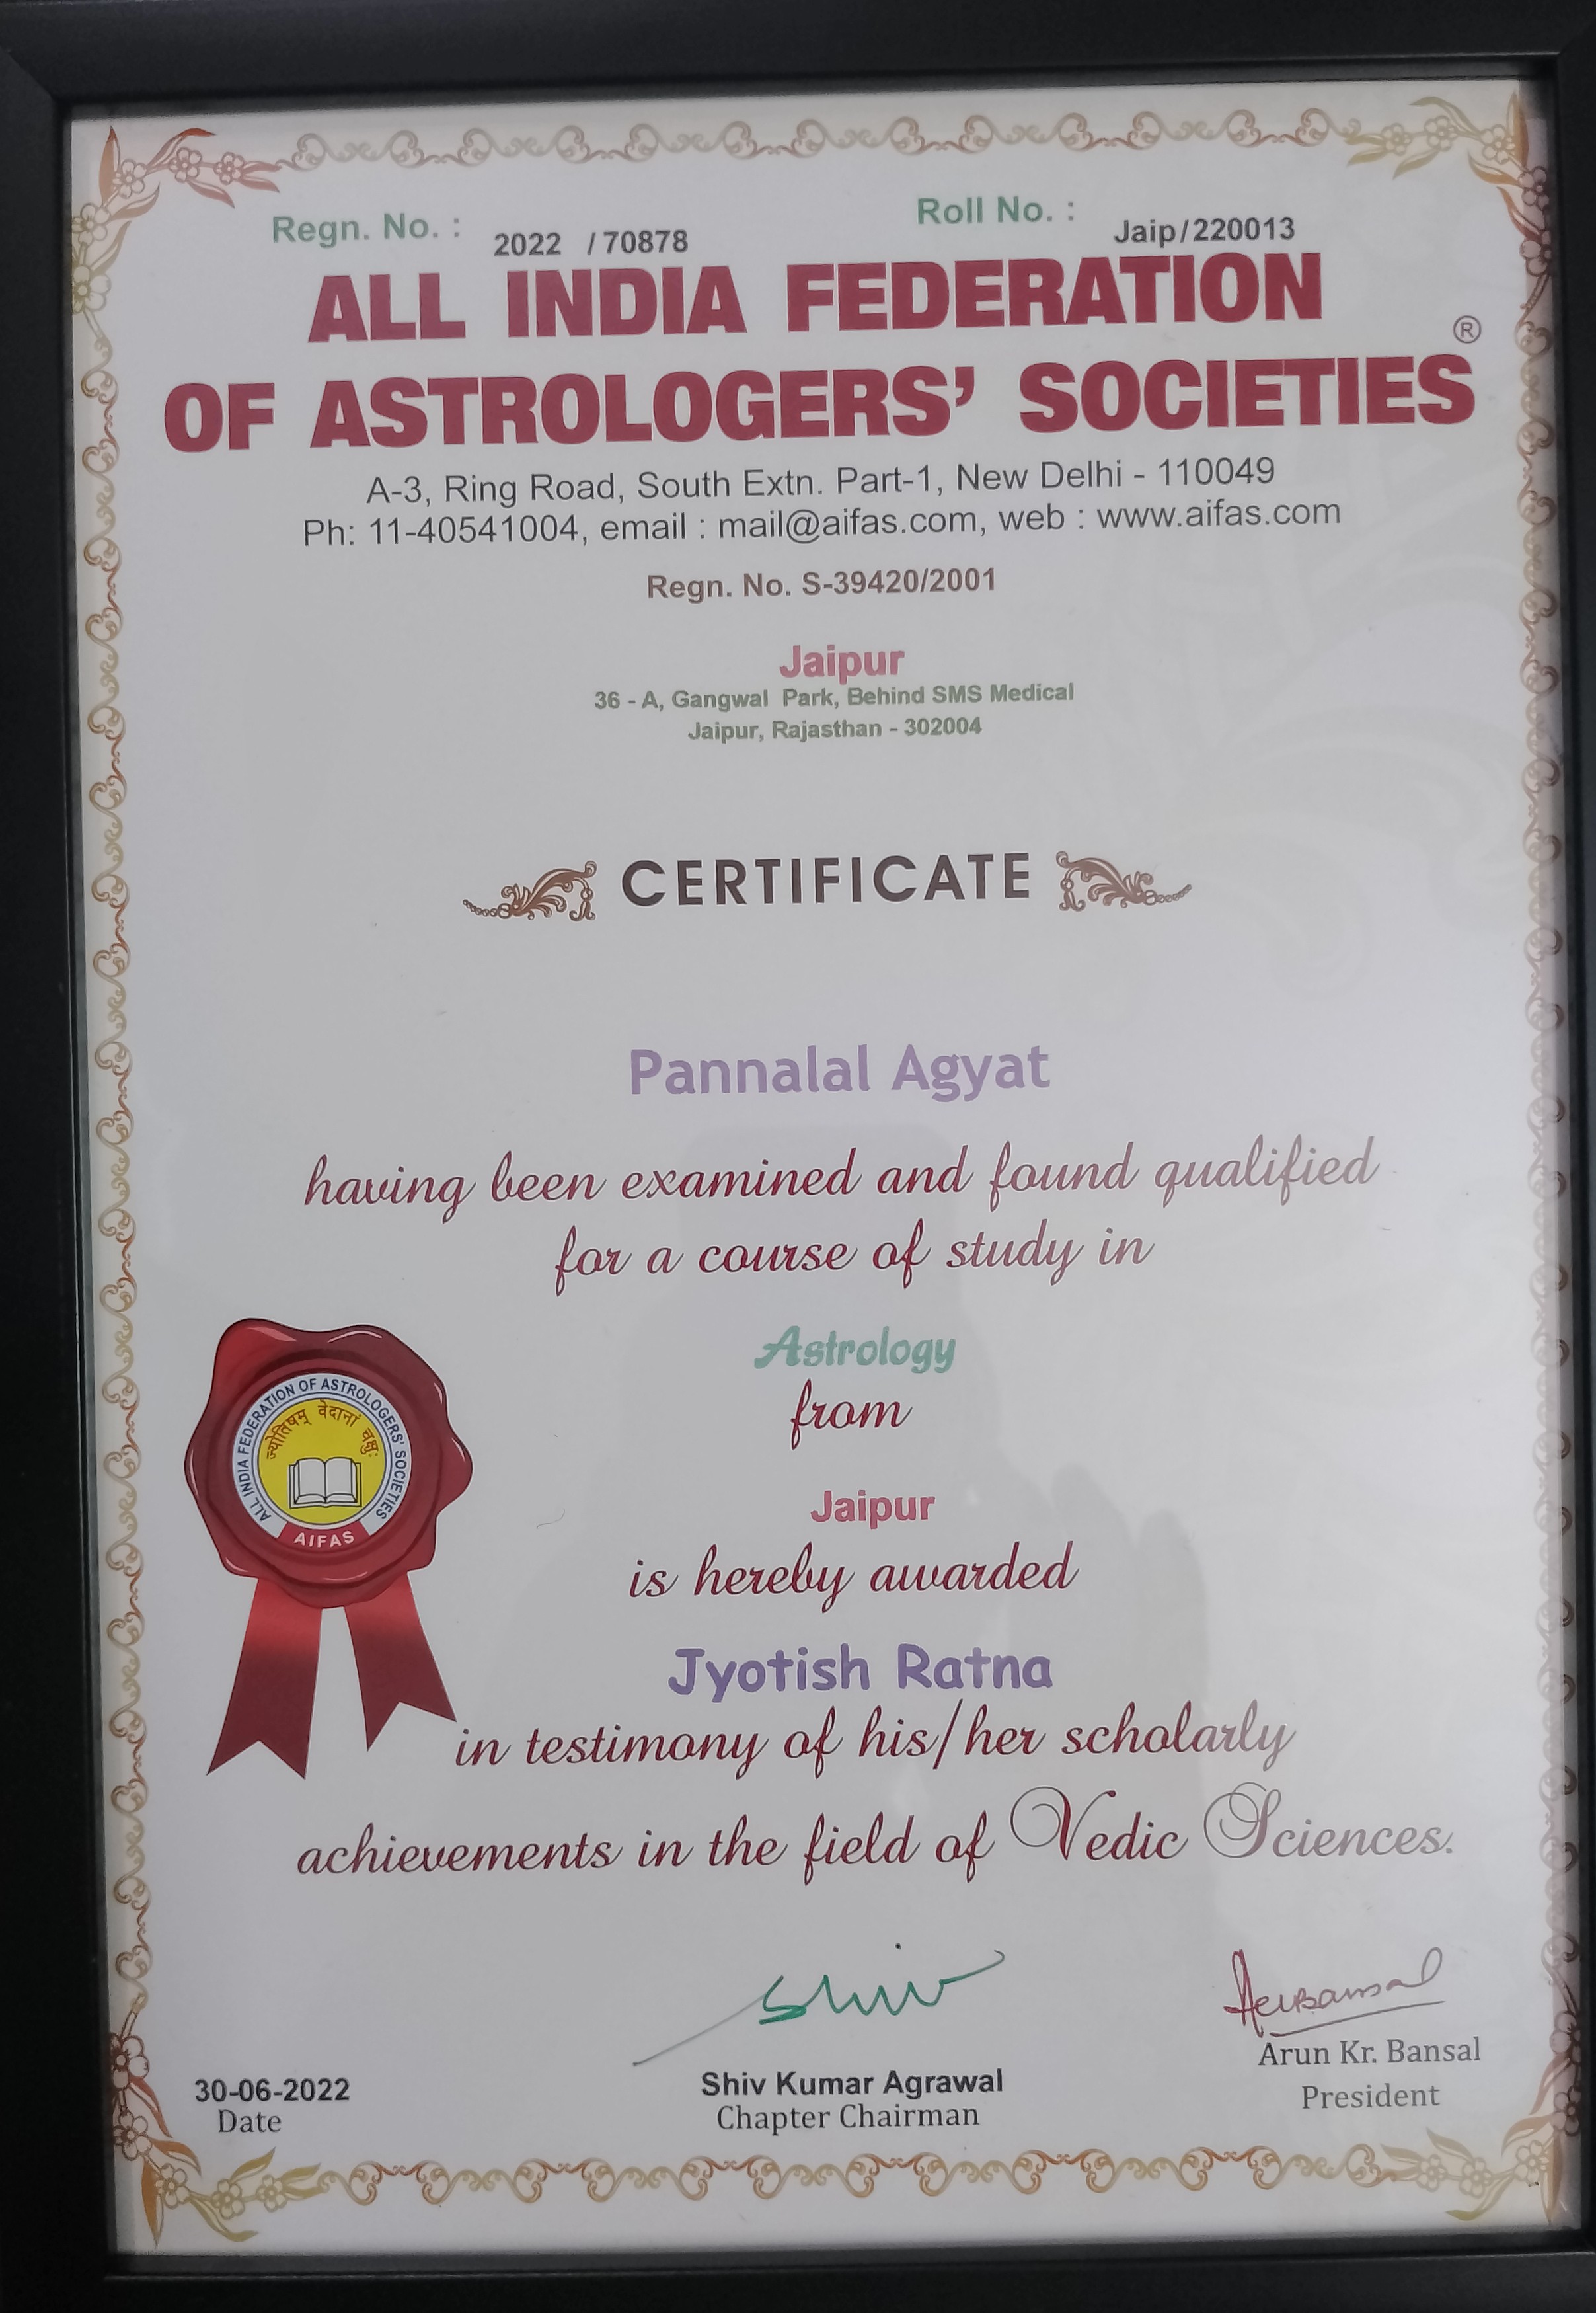 Regn. No. : 2022 / 70878
Roll No. : Jaip/220013
ALL INDIA FEDERATION
OF ASTROLOGERS' SOCIETIES ®
A-3, Ring Road, South Extn. Part-1, New Delhi - 110049
Ph: 11-40541004, email : mail@aifas.com, web : www.aifas.com
Regn. No. S-39420/2001
Jaipur
36 - A, Gangwal Park, Behind SMS Medical
Jaipur, Rajasthan - 302004
CERTIFICATE
Pannalal Agyat
having been examined and found qualified
for a course of study in
Astrology
from
Jaipur
is hereby awarded
Jyotish Ratna
in testimony of his/her scholarly
achievements in the field of Vedic Sciences.
ALL INDIA FEDERATION OF ASTROLOGERS' SOCIETIES
ज्योतिषम् वेदानां चक्षुः
AIFAS
Shiv
30-06-2022
Date
Shiv Kumar Agrawal
Chapter Chairman
Arun Kr. Bansal
President